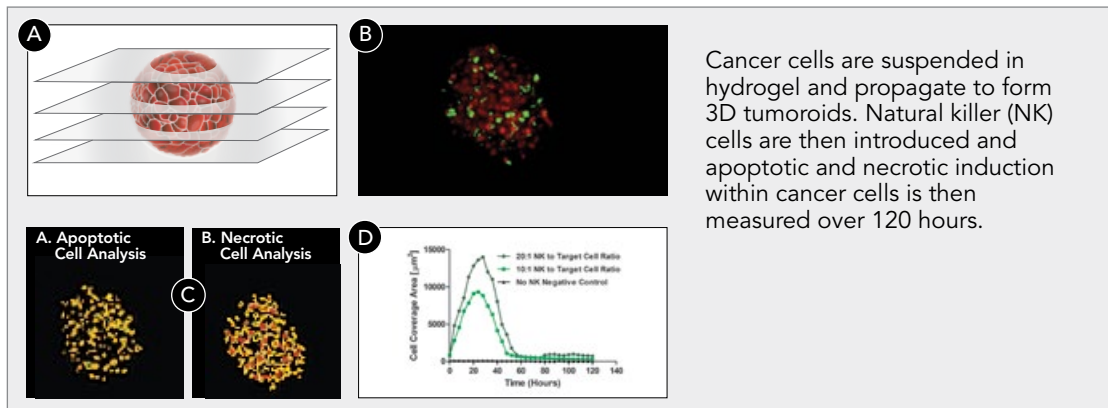 A
B
Cancer cells are suspended in
hydrogel and propagate to form
3D tumoroids. Natural killer (NK)
cells are then introduced and
apoptotic and necrotic induction
within cancer cells is then
measured over 120 hours.
A. Apoptotic
Cell Analysis
B. Necrotic
Cell Analysis
C
D
Cell Coverage Area [μm²]
15000
10000
5000
0
20:1 NK to Target Cell Ratio
10:1 NK to Target Cell Ratio
No NK Negative Control
0 20 40 60 80 100 120 140
Time (Hours)